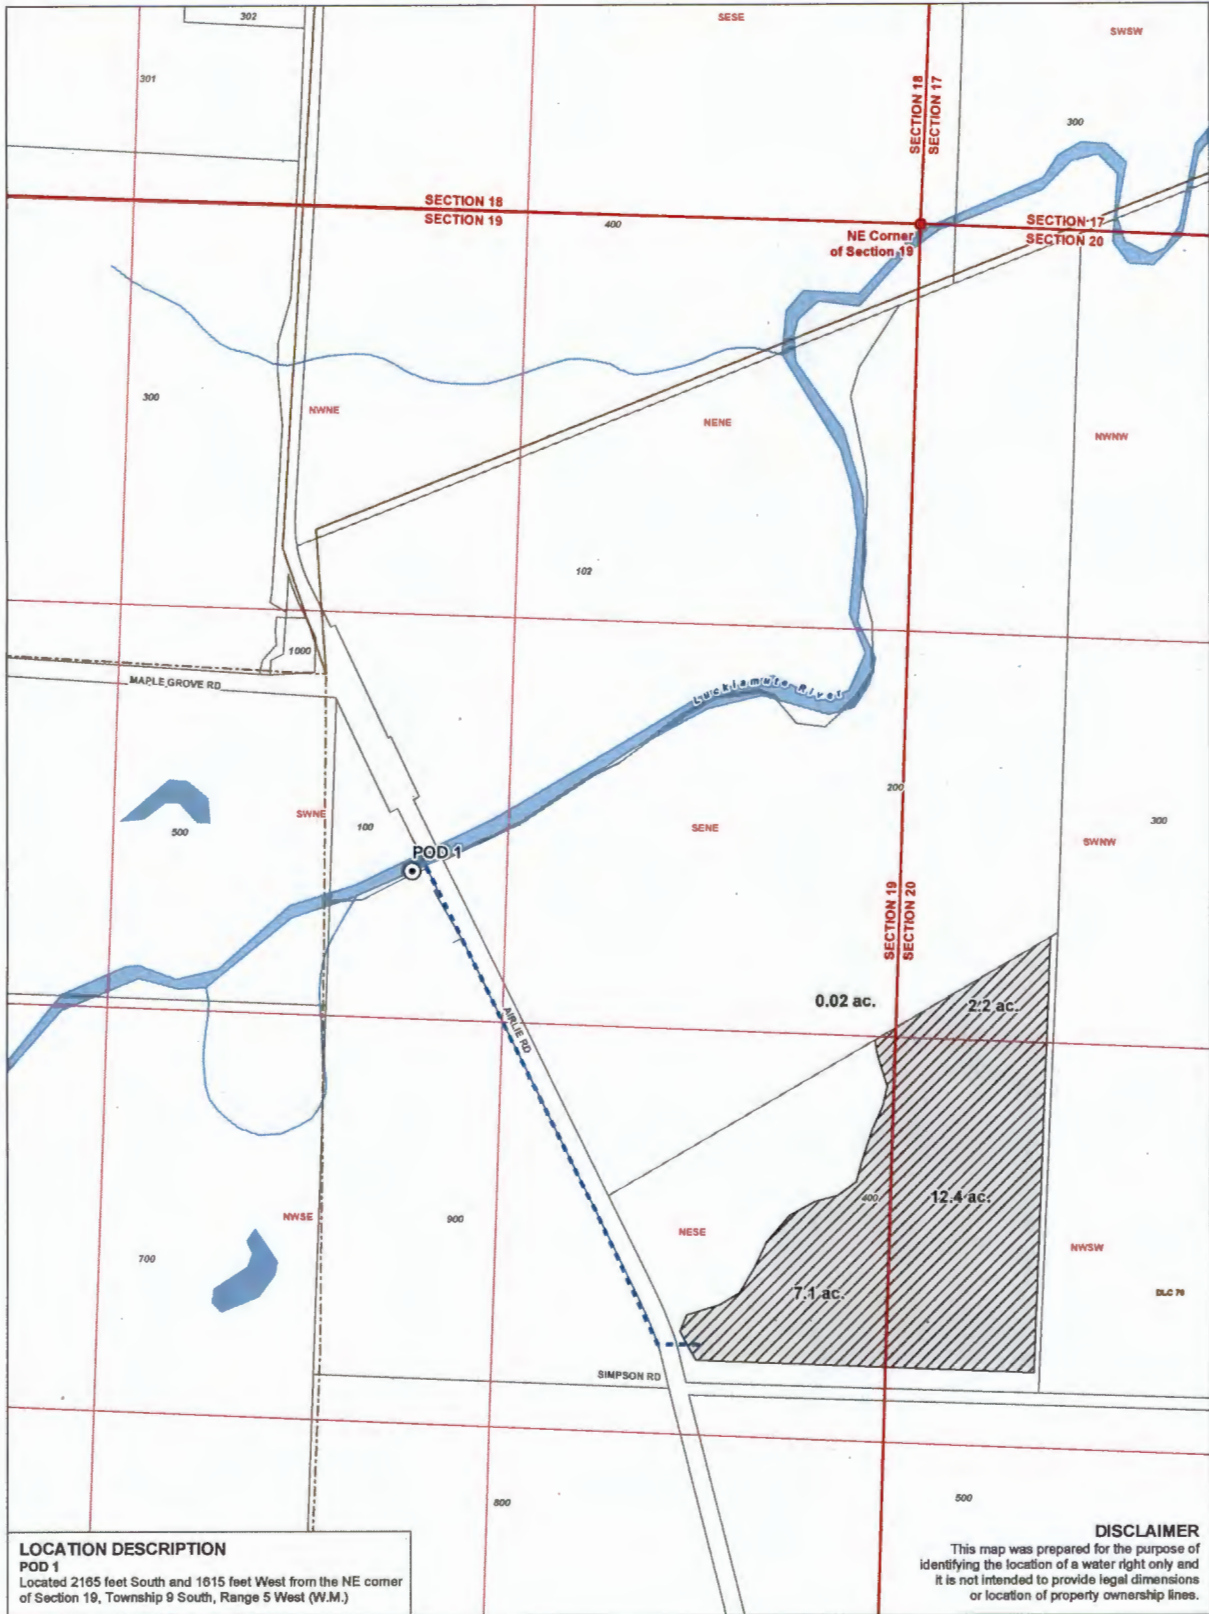 302
SESE
SWSW
301
SECTION 18
SECTION 17
300
SECTION 18
SECTION 19
400
NE Corner
of Section 19
SECTION 17
SECTION 20
300
NWNE
NENE
NWNW
102
1000
MAPLE GROVE RD
Luckiamute River
200
500
SWNE
100
SENE
SWNW
300
POD 1
SECTION 19
SECTION 20
0.02 ac.
2.2 ac.
AIRLIE RD
400
12.4 ac.
NWSE
900
NESE
NWSW
700
7.1 ac.
DLC 76
SIMPSON RD
800
500
LOCATION DESCRIPTION
POD 1
Located 2165 feet South and 1615 feet West from the NE corner
of Section 19, Township 9 South, Range 5 West (W.M.)
DISCLAIMER
This map was prepared for the purpose of
identifying the location of a water right only and
it is not intended to provide legal dimensions
or location of property ownership lines.